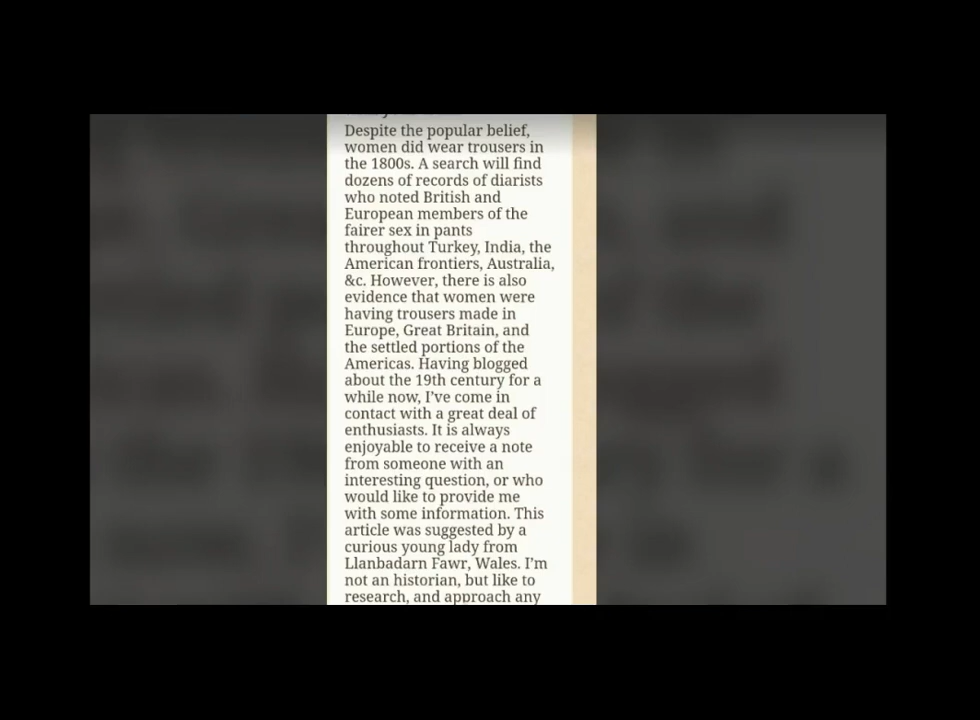 Despite the popular belief,
women did wear trousers in
the 1800s. A search will find
dozens of records of diarists
who noted British and
European members of the
fairer sex in pants
throughout Turkey, India, the
American frontiers, Australia,
&c. However, there is also
evidence that women were
having trousers made in
Europe, Great Britain, and
the settled portions of the
Americas. Having blogged
about the 19th century for a
while now, I've come in
contact with a great deal of
enthusiasts. It is always
enjoyable to receive a note
from someone with an
interesting question, or who
would like to provide me
with some information. This
article was suggested by a
curious young lady from
Llanbadarn Fawr, Wales. I'm
not an historian, but like to
research, and approach any